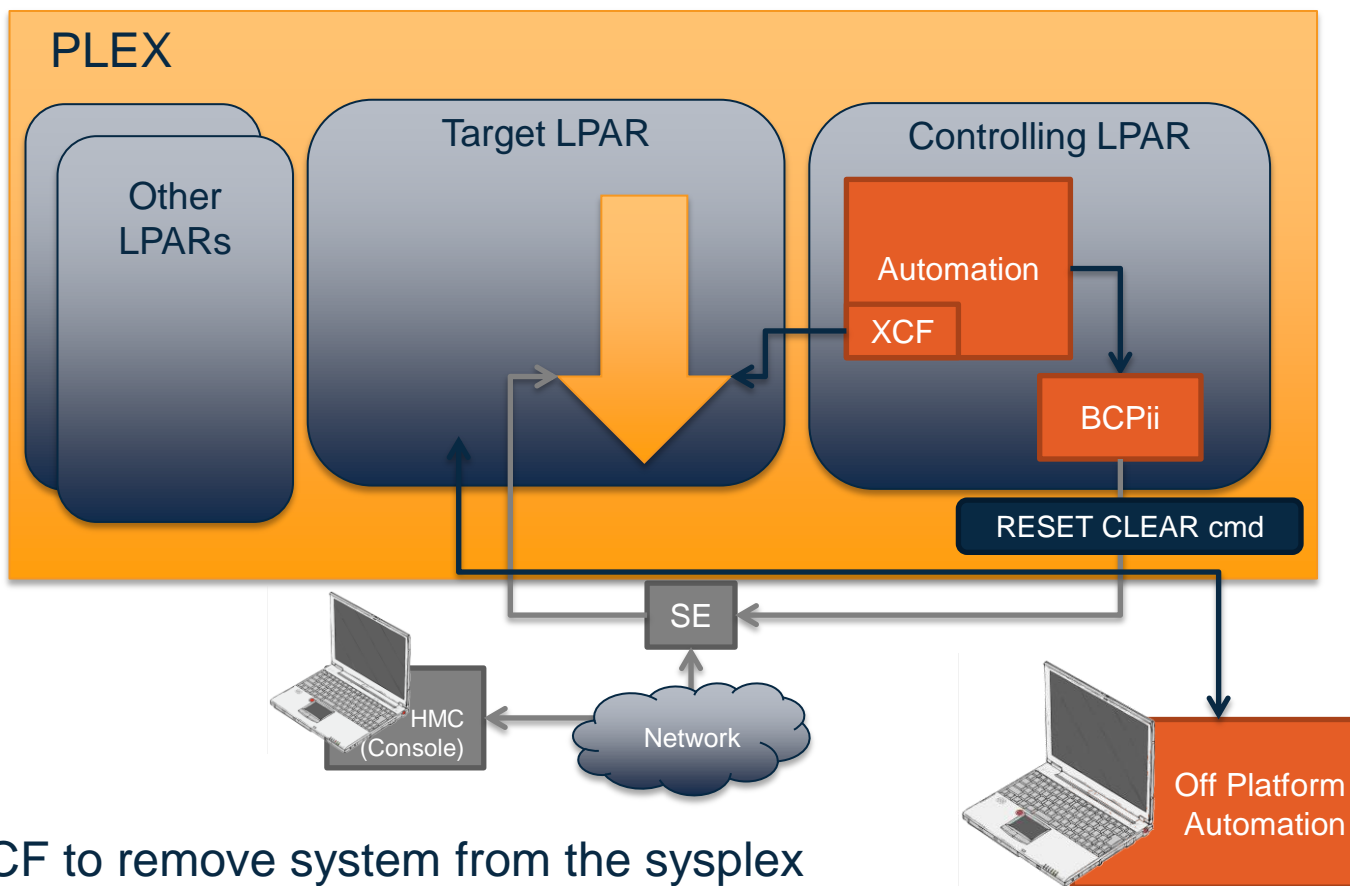 PLEX
Other
LPARs
Target LPAR
Controlling LPAR
Automation
XCF
BCPii
RESET CLEAR cmd
SE
HMC
(Console)
Network
Off Platform
Automation
CF to remove system from the sysplex